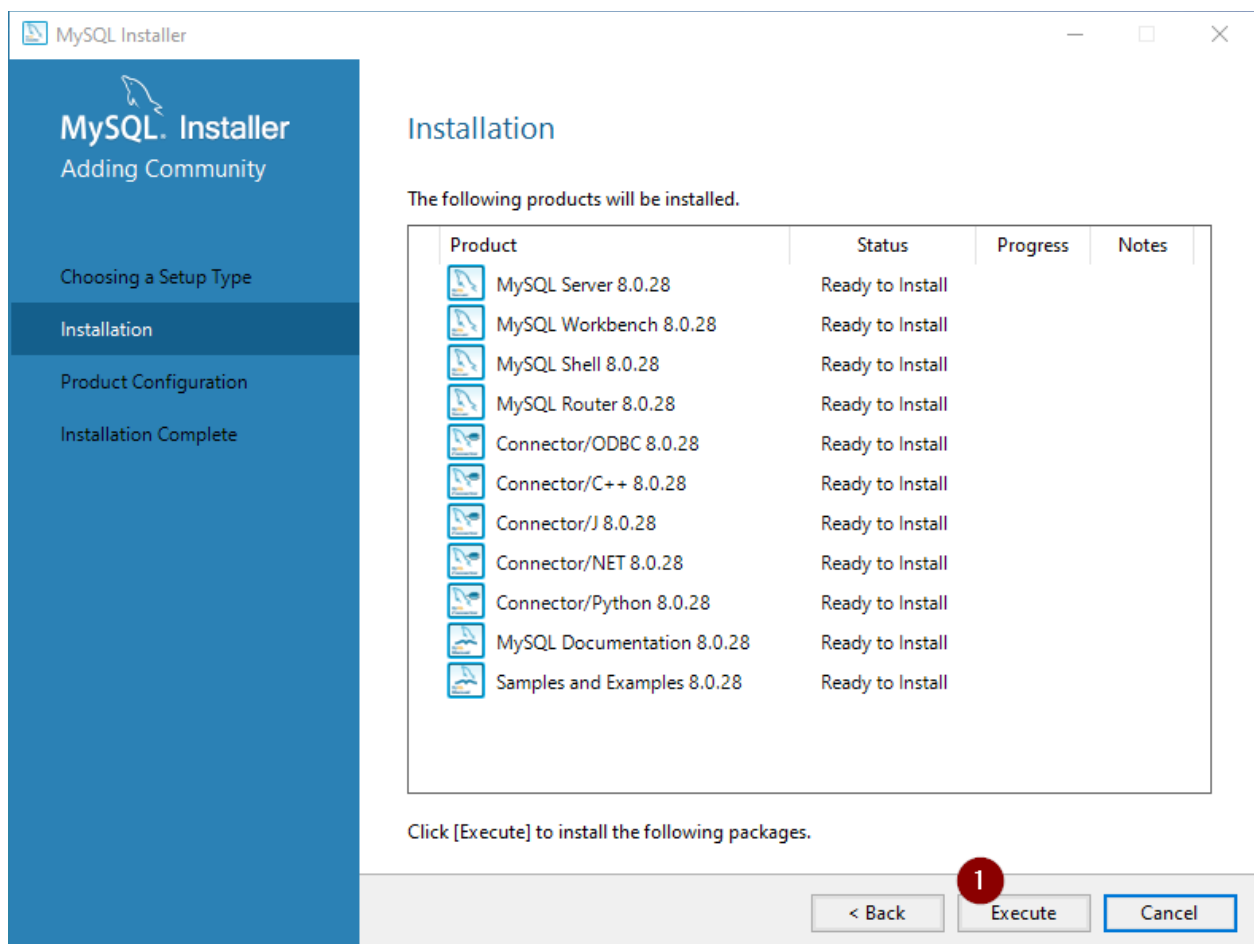 MySQL Installer
MySQL. Installer
Adding Community
Choosing a Setup Type
Installation
Product Configuration
Installation Complete
Installation
The following products will be installed.
Product Status Progress Notes
MySQL Server 8.0.28 Ready to Install
MySQL Workbench 8.0.28 Ready to Install
MySQL Shell 8.0.28 Ready to Install
MySQL Router 8.0.28 Ready to Install
Connector/ODBC 8.0.28 Ready to Install
Connector/C++ 8.0.28 Ready to Install
Connector/J 8.0.28 Ready to Install
Connector/NET 8.0.28 Ready to Install
Connector/Python 8.0.28 Ready to Install
MySQL Documentation 8.0.28 Ready to Install
Samples and Examples 8.0.28 Ready to Install
Click [Execute] to install the following packages.
1
< Back Execute Cancel